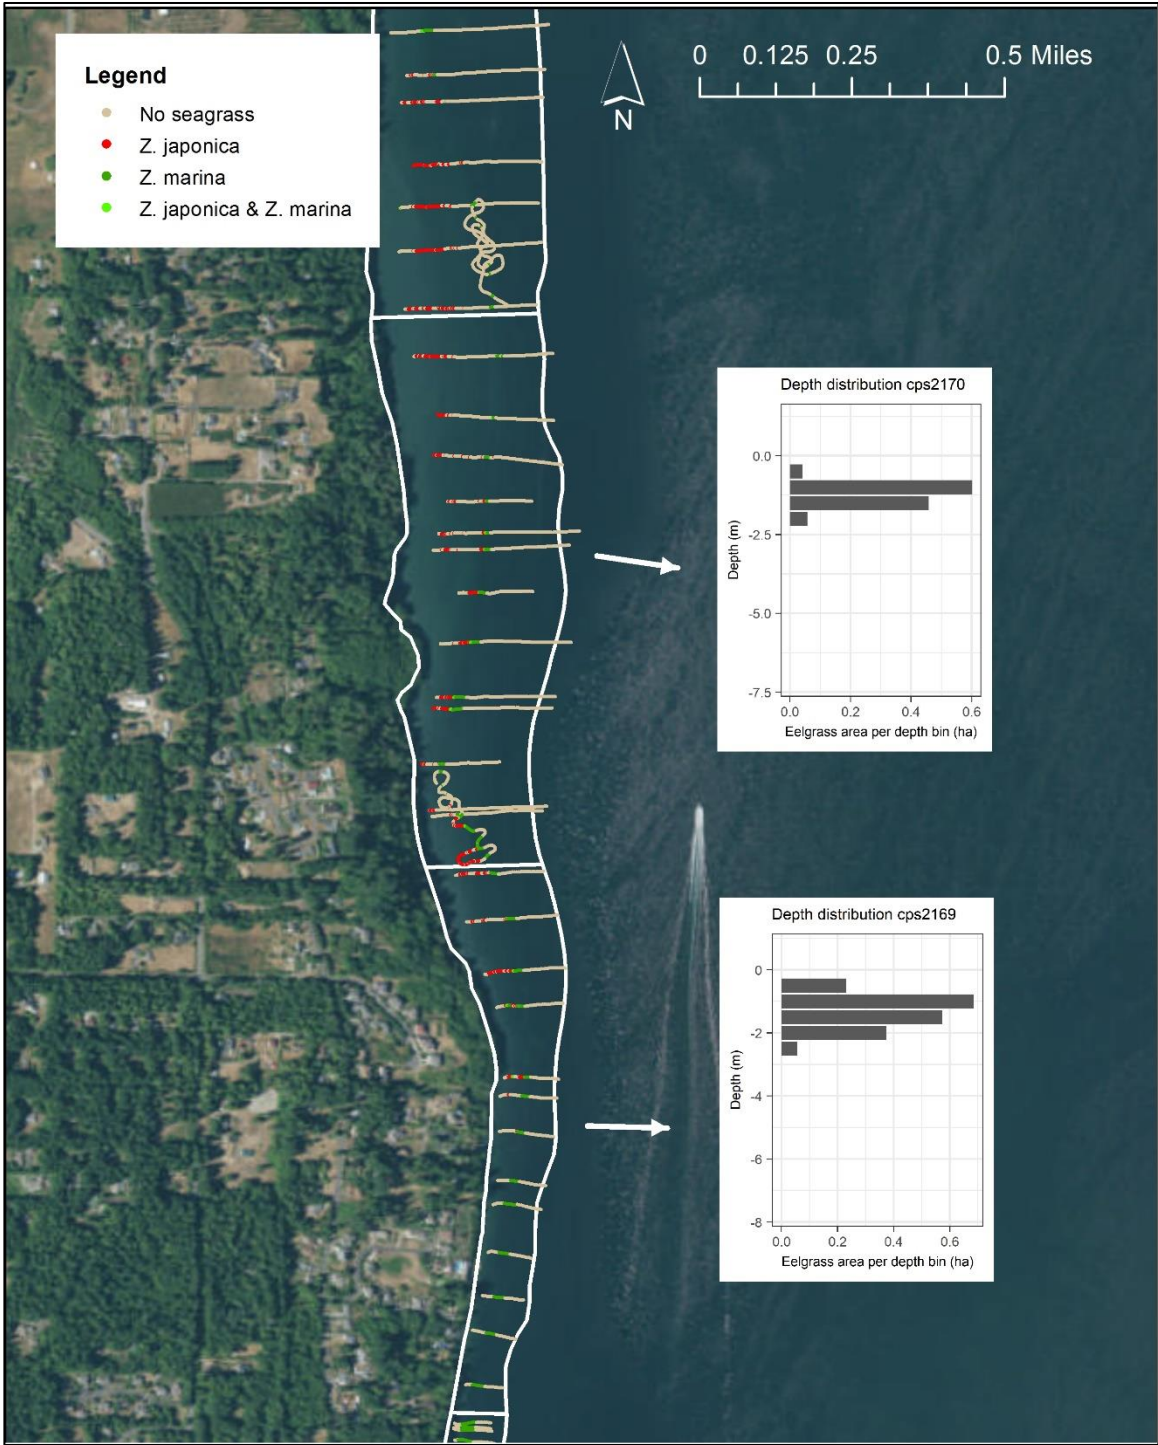 Legend
No seagrass
Z. japonica
Z. marina
Z. japonica & Z. marina
0 0.125 0.25 0.5 Miles
N
Depth distribution cps2170
Depth (m)
0.0
-2.5
-5.0
-7.5
0.0 0.2 0.4 0.6
Eelgrass area per depth bin (ha)
Depth distribution cps2169
Depth (m)
0
-2
-4
-6
-8
0.0 0.2 0.4 0.6
Eelgrass area per depth bin (ha)